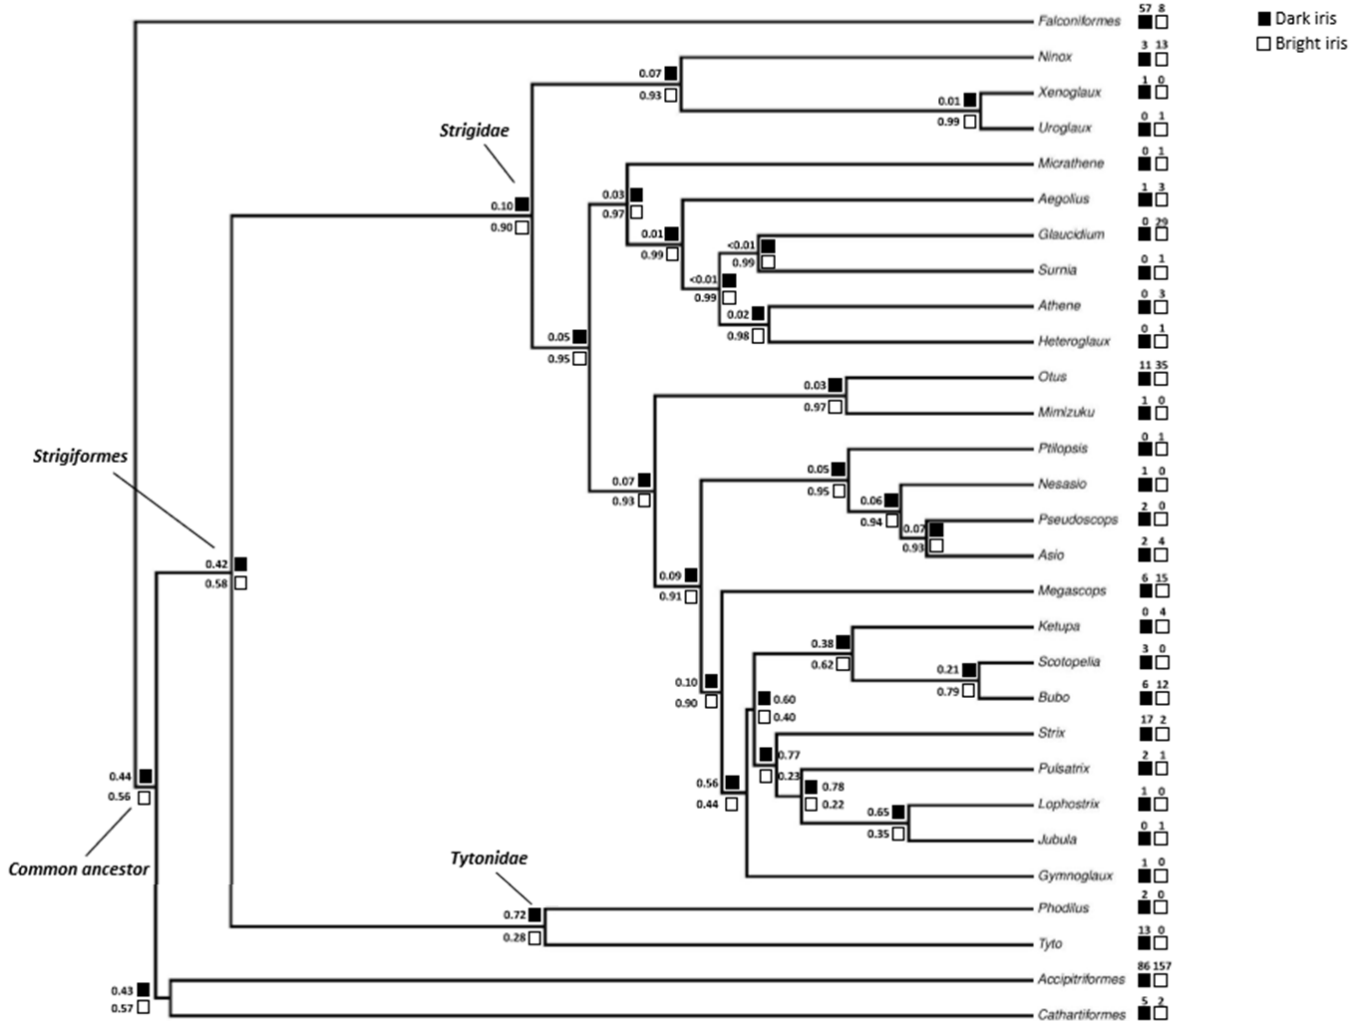 57 8
Falconiformes
Dark iris
Bright iris
3 13
Ninox
0.07
0.93
1 0
Xenoglaux
0.01
0.99
0 1
Uroglaux
Strigidae
0 1
Micrathene
0.03
0.97
1 3
Aegolius
0.10
0.90
0.01
0.99
0 29
Glaucidium
<0.01
0.99
0 1
Surnia
<0.01
0.99
0 3
Athene
0.02
0.98
0 1
Heteroglaux
0.05
0.95
11 35
Otus
0.03
0.97
1 0
Mimizuku
0 1
Ptilopsis
Strigiformes
0.05
0.95
0.07
0.93
1 0
Nesasio
0.06
0.94
2 0
Pseudoscops
0.07
0.93
2 4
Asio
0.42
0.58
0.09
0.91
6 15
Megascops
0 4
Ketupa
0.38
0.62
3 0
Scotopelia
0.21
0.79
0.10
0.90
6 12
Bubo
0.60
0.40
17 2
Strix
0.77
0.23
2 1
Pulsatrix
0.44
0.56
0.56
0.44
0.78
0.22
1 0
Lophostrix
0.65
0.35
0 1
Jubula
Common ancestor
Tytonidae
1 0
Gymnoglaux
2 0
Phodilus
0.72
0.28
13 0
Tyto
86 157
Accipitriformes
0.43
0.57
5 2
Cathartiformes